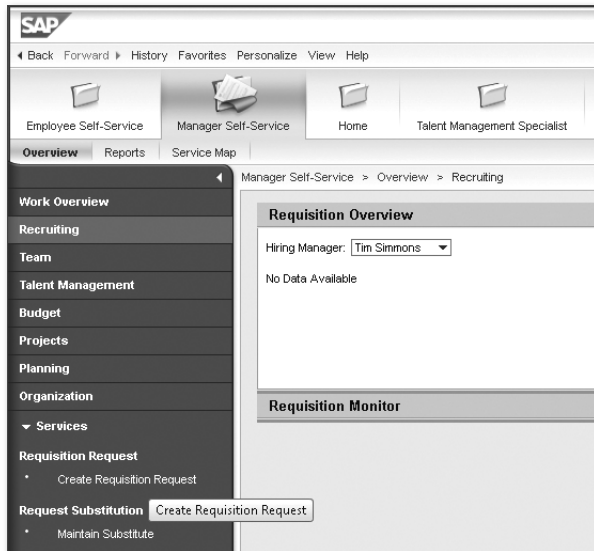 SAP
Back Forward History Favorites Personalize View Help
Employee Self-Service Manager Self-Service Home Talent Management Specialist
Overview Reports Service Map
Manager Self-Service > Overview > Recruiting
Work Overview
Recruiting
Team
Talent Management
Budget
Projects
Planning
Organization
Services
Requisition Request
• Create Requisition Request
Request Substitution
• Maintain Substitute
Create Requisition Request
Requisition Overview
Hiring Manager: Tim Simmons
No Data Available
Requisition Monitor